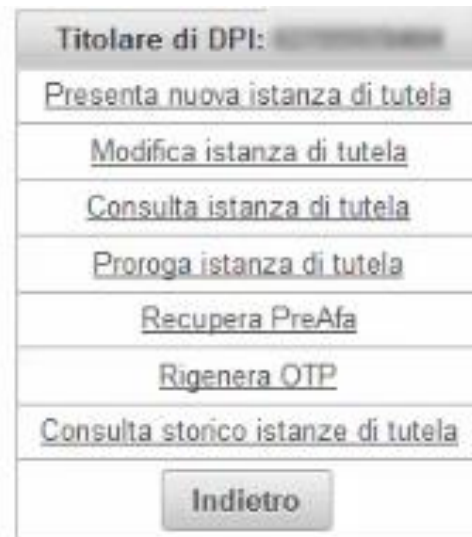 Titolare di DPI:
Presenta nuova istanza di tutela
Modifica istanza di tutela
Consulta istanza di tutela
Proroga istanza di tutela
Recupera PreAfa
Rigenera OTP
Consulta storico istanze di tutela
Indietro